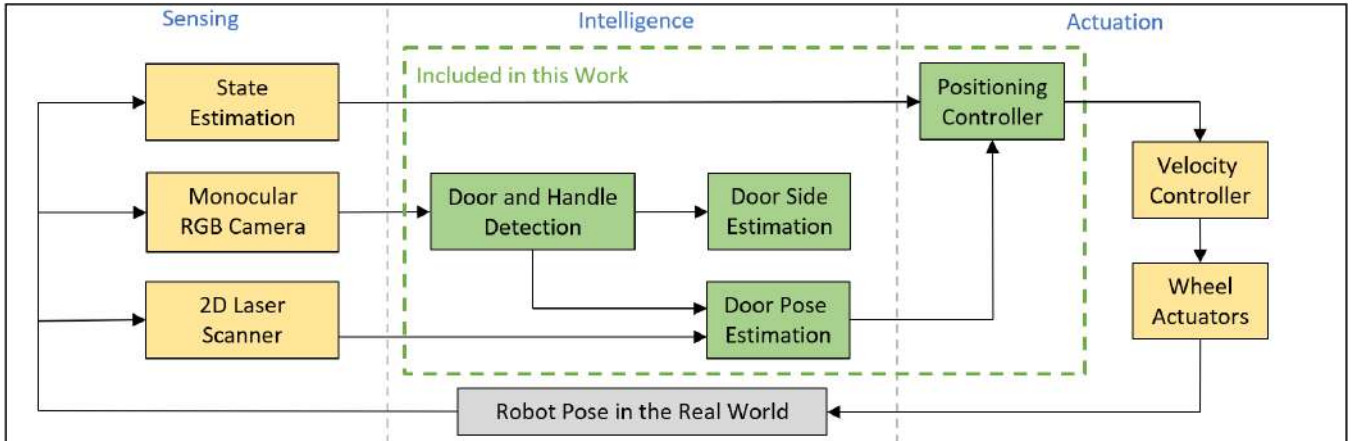 Sensing
Intelligence
Actuation
Included in this Work
State
Estimation
Positioning
Controller
Monocular
RGB Camera
Door and Handle
Detection
Door Side
Estimation
Velocity
Controller
2D Laser
Scanner
Door Pose
Estimation
Wheel
Actuators
Robot Pose in the Real World